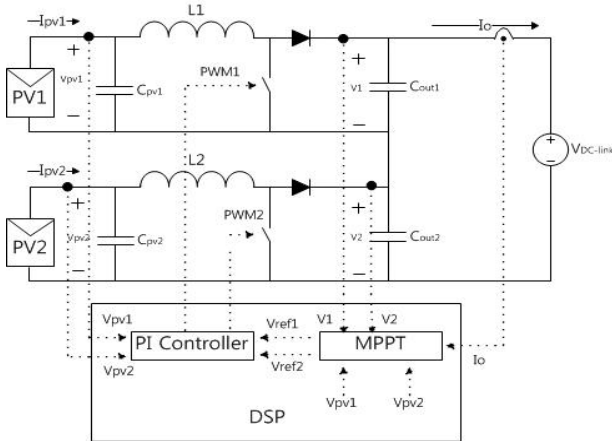 Ipv1
L1
Io
PV1
+
Vpv1
−
Cpv1
PWM1
+
V1
−
Cout1
+
−
VDC-link
Ipv2
L2
PV2
+
Vpv2
−
Cpv2
PWM2
+
V2
−
Cout2
Vpv1
Vref1
V1
V2
PI Controller
MPPT
Vpv2
Vref2
Io
Vpv1
Vpv2
DSP